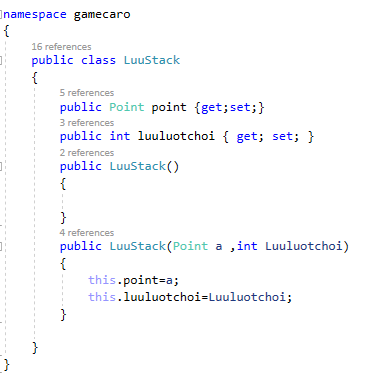 namespace gamecaro
{
16 references
public class LuuStack
{
5 references
public Point point {get;set;}
3 references
public int luuluotchoi { get; set; }
2 references
public LuuStack()
{
}
4 references
public LuuStack(Point a ,int Luuluotchoi)
{
this.point=a;
this.luuluotchoi=Luuluotchoi;
}
}
}